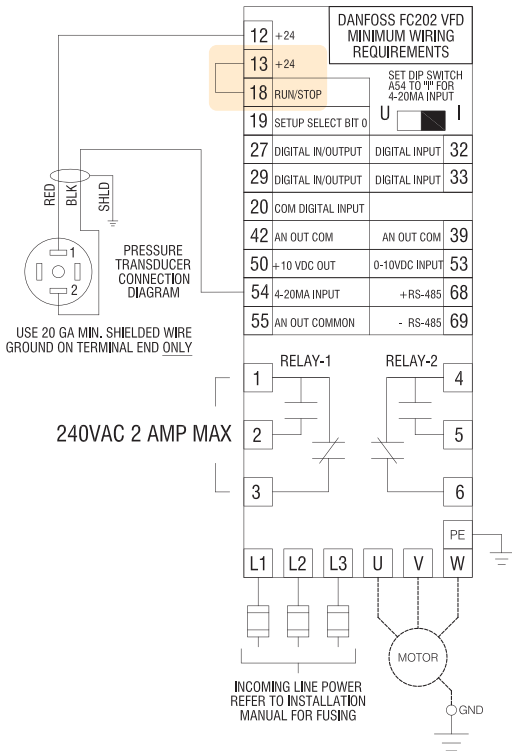 DANFOSS FC202 VFD
MINIMUM WIRING
REQUIREMENTS
SET DIP SWITCH
A54 TO "I" FOR
4-20MA INPUT
U I
12 +24
13 +24
18 RUN/STOP
19 SETUP SELECT BIT 0
27 DIGITAL IN/OUTPUT DIGITAL INPUT 32
29 DIGITAL IN/OUTPUT DIGITAL INPUT 33
20 COM DIGITAL INPUT
42 AN OUT COM AN OUT COM 39
50 +10 VDC OUT 0-10VDC INPUT 53
54 4-20MA INPUT +RS-485 68
55 AN OUT COMMON - RS-485 69
RED
BLK
SHLD
1
2
PRESSURE
TRANSDUCER
CONNECTION
DIAGRAM
USE 20 GA MIN. SHIELDED WIRE
GROUND ON TERMINAL END ONLY
RELAY-1 RELAY-2
1 4
240VAC 2 AMP MAX
2 5
3 6
PE
L1 L2 L3 U V W
MOTOR
GND
INCOMING LINE POWER
REFER TO INSTALLATION
MANUAL FOR FUSING